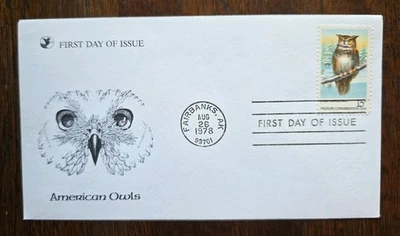 FIRST DAY OF ISSUE
American Owls
FAIRBANKS, AK
AUG
26
1978
99701
15c
FIRST DAY OF ISSUE